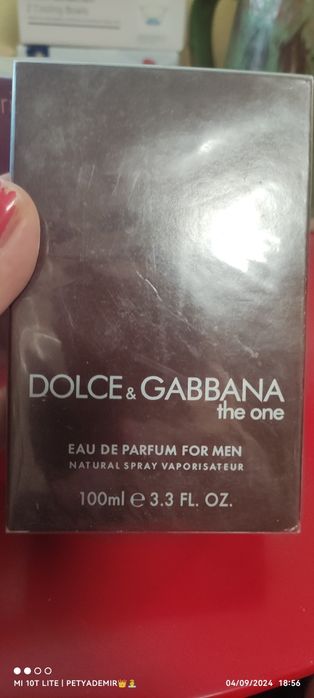 DOLCE & GABBANA
the one
EAU DE PARFUM FOR MEN
NATURAL SPRAY VAPORISATEUR
100ml ℮ 3.3 FL. OZ.
MI 10T LITE | PETYADEMIR👑🧟‍♂️ 04/09/2024 18:56